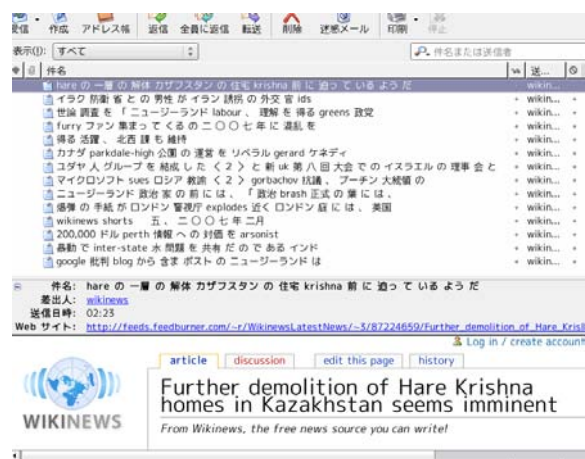 受信 作成 アドレス帳 返信 全員に返信 転送 削除 迷惑メール 印刷 停止
表示(I): すべて 件名または送信者
件名 送...
hare の 一層 の 解体 カザフスタン の 住宅 krishna 前 に 迫っ て いる よう だ wikin...
イラク 防衛 省 と の 男性 が イラン 誘拐 の 外交 官 ids wikin...
世論 調査 を 「 ニュージーランド labour 、 理解 を 得る greens 政党 wikin...
furry ファン 集まっ て くる の 二 〇 〇 七 年 に 混乱 を wikin...
得る 活躍 、 北西 課 も 維持 wikin...
カナダ parkdale-high 公園 の 運営 を リベラル gerard ケネディ wikin...
ユダヤ 人 グループ を 結成 し た く 2 > と 新 uk 第 八 回 大会 で の イスラエル の 理事 会 と wikin...
マイクロソフト sues ロシア 教諭 く 2 > gorbachov 抗議 、 プーチン 大統領 の wikin...
ニュージーランド 政治 家 の 前 に は 、 「 政治 brash 正式 の 葉 に は . wikin...
爆弾 の 手紙 が ロンドン 警視庁 explodes 近く ロンドン 庭 に は 、 英国 wikin...
wikinews shorts 五 、 二 〇 〇 七 年 二月 wikin...
200,000 ドル perth 情報 へ の 対価 を arsonist wikin...
暴動 で inter-state 水 問題 を 共有 だ の で ある インド wikin...
google 批判 blog から 含ま ポスト の ニュージーランド は wikin...
件名: hare の 一層 の 解体 カザフスタン の 住宅 krishna 前 に 迫っ て いる よう だ
差出人: wikinews
送信日時: 02:23
Web サイト: http://feeds.feedburner.com/~r/WikinewsLatestNews/~3/87224659/Further_demolition_of_Hare_Krish
Log in / create account
article discussion edit this page history
Further demolition of Hare Krishna
homes in Kazakhstan seems imminent
WIKINEWS
From Wikinews, the free news source you can write!